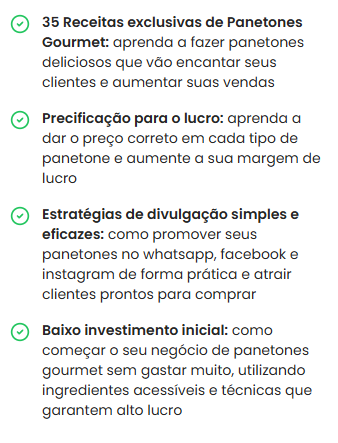 35 Receitas exclusivas de Panetones
Gourmet: aprenda a fazer panetones
deliciosos que vão encantar seus
clientes e aumentar suas vendas
Precificação para o lucro: aprenda a
dar o preço correto em cada tipo de
panetone e aumente a sua margem de
lucro
Estratégias de divulgação simples e
eficazes: como promover seus
panetones no whatsapp, facebook e
instagram de forma prática e atrair
clientes prontos para comprar
Baixo investimento inicial: como
começar o seu negócio de panetones
gourmet sem gastar muito, utilizando
ingredientes acessíveis e técnicas que
garantem alto lucro